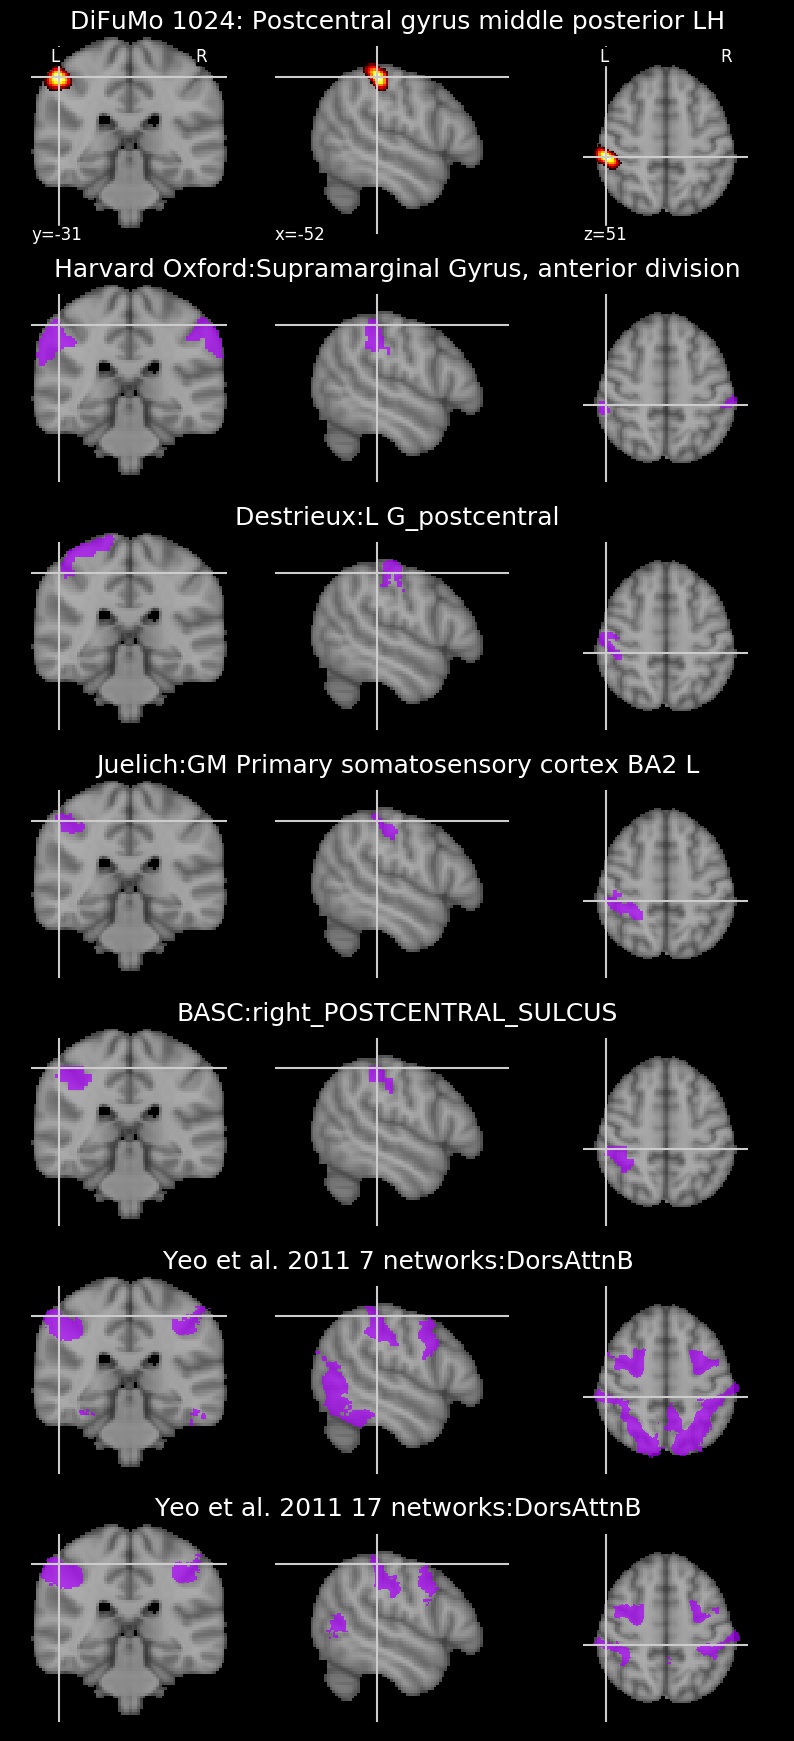 DiFuMo 1024: Postcentral gyrus middle posterior LH
L R L R
y=-31 x=-52 z=51
Harvard Oxford:Supramarginal Gyrus, anterior division
Destrieux:L G_postcentral
Juelich:GM Primary somatosensory cortex BA2 L
BASC:right_POSTCENTRAL_SULCUS
Yeo et al. 2011 7 networks:DorsAttnB
Yeo et al. 2011 17 networks:DorsAttnB